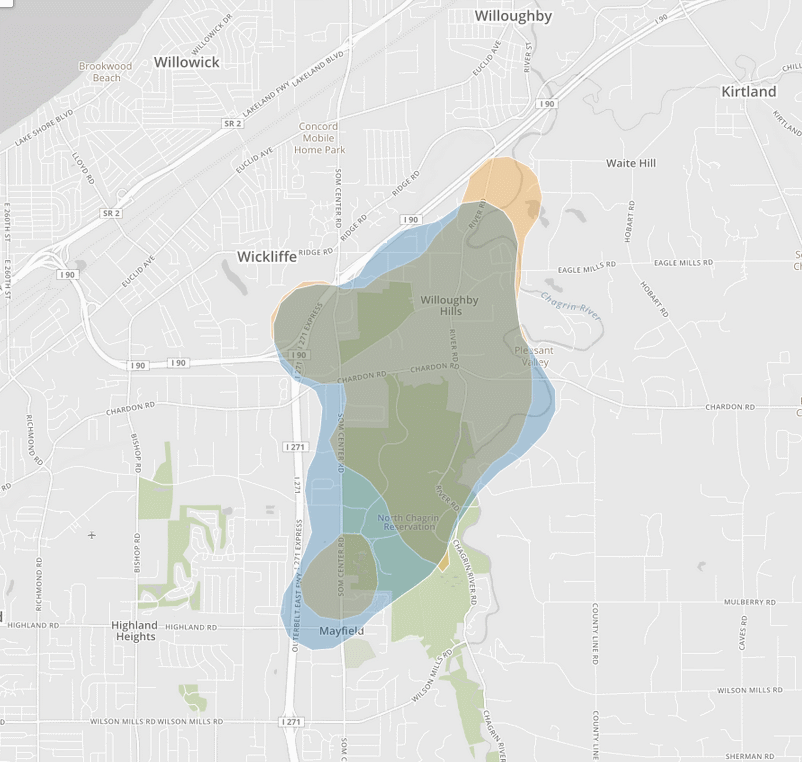 Willoughby
I 90
WILLOUGHBY DR
EUCLID AVE
RIVER ST
Willowick
Brookwood
Beach
LAKELAND FWY LAKELAND BLVD
Kirtland
KIRTLAND
I 90
LAKE SHORE BLVD
SR 2
Concord
Mobile
Home Park
EUCLID AVE
LLOYD RD
Waite Hill
SOM CENTER RD
RIDGE RD
SR 2
E 260TH ST
HOBART RD
RIDGE RD
I 90
RIVER RD
Wickliffe
RIDGE RD
EUCLID AVE
E 260TH ST
I 90
EAGLE MILLS RD
EAGLE MILLS RD
HOBART RD
Chagrin River
Willoughby
Hills
I 271 EXPRESS
RIVER RD
Pleasant
Valley
I 90
I 90
I 90
I 271
CHARDON RD
CHARDON RD
CHARDON RD
CHARDON RD
RICHMOND RD
BISHOP RD
SOM CENTER RD
I 271
I 271
RIVER RD
North Chagrin
Reservation
BISHOP RD
RICHMOND RD
OUTERBELT EAST FWY I 271 EXPRESS
SOM CENTER RD
CHAGRIN RIVER RD
MULBERRY RD
COUNTY LINE RD
CAVES RD
HIGHLAND RD
Highland
Heights
HIGHLAND RD
Mayfield
WILSON MILLS RD
WILSON MILLS RD
WILSON MILLS RD WILSON MILLS RD
I 271
SOM C
CHAGRIN RIVER
COUNTY LINE
SHERMAN RD